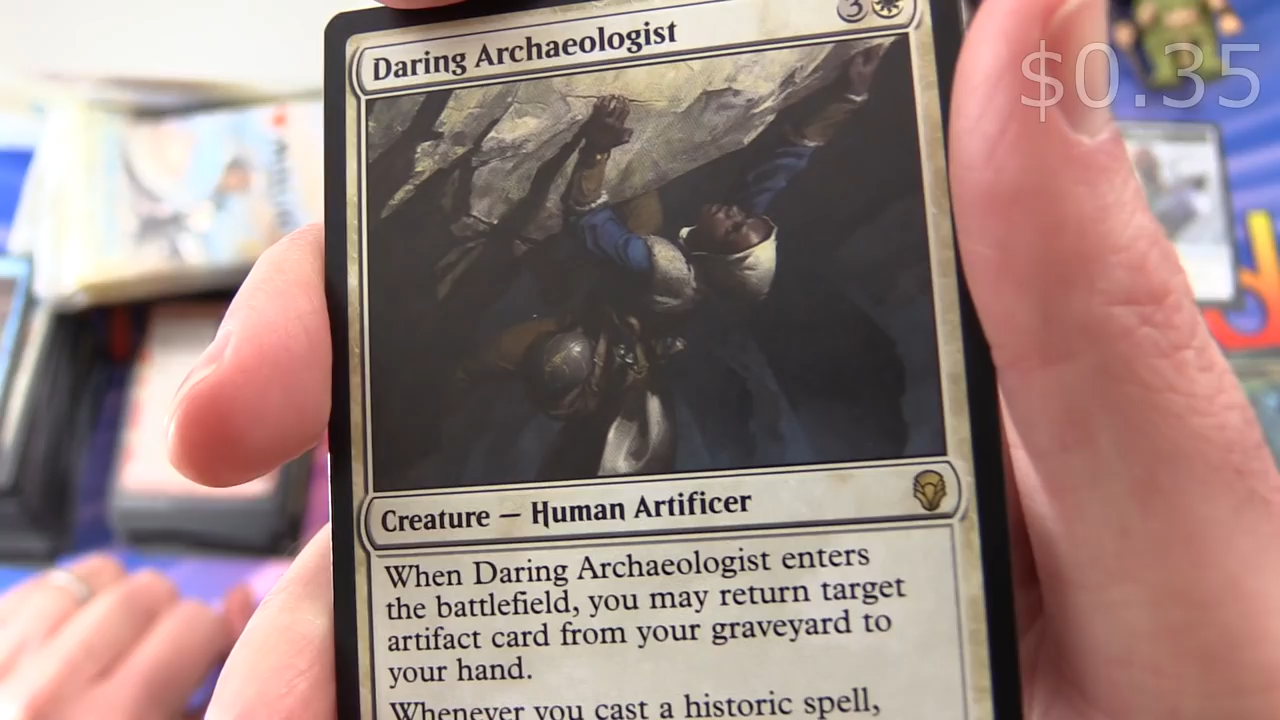 Daring Archaeologist
3
$0.35
Creature — Human Artificer
When Daring Archaeologist enters
the battlefield, you may return target
artifact card from your graveyard to
your hand.
Whenever you cast a historic spell,